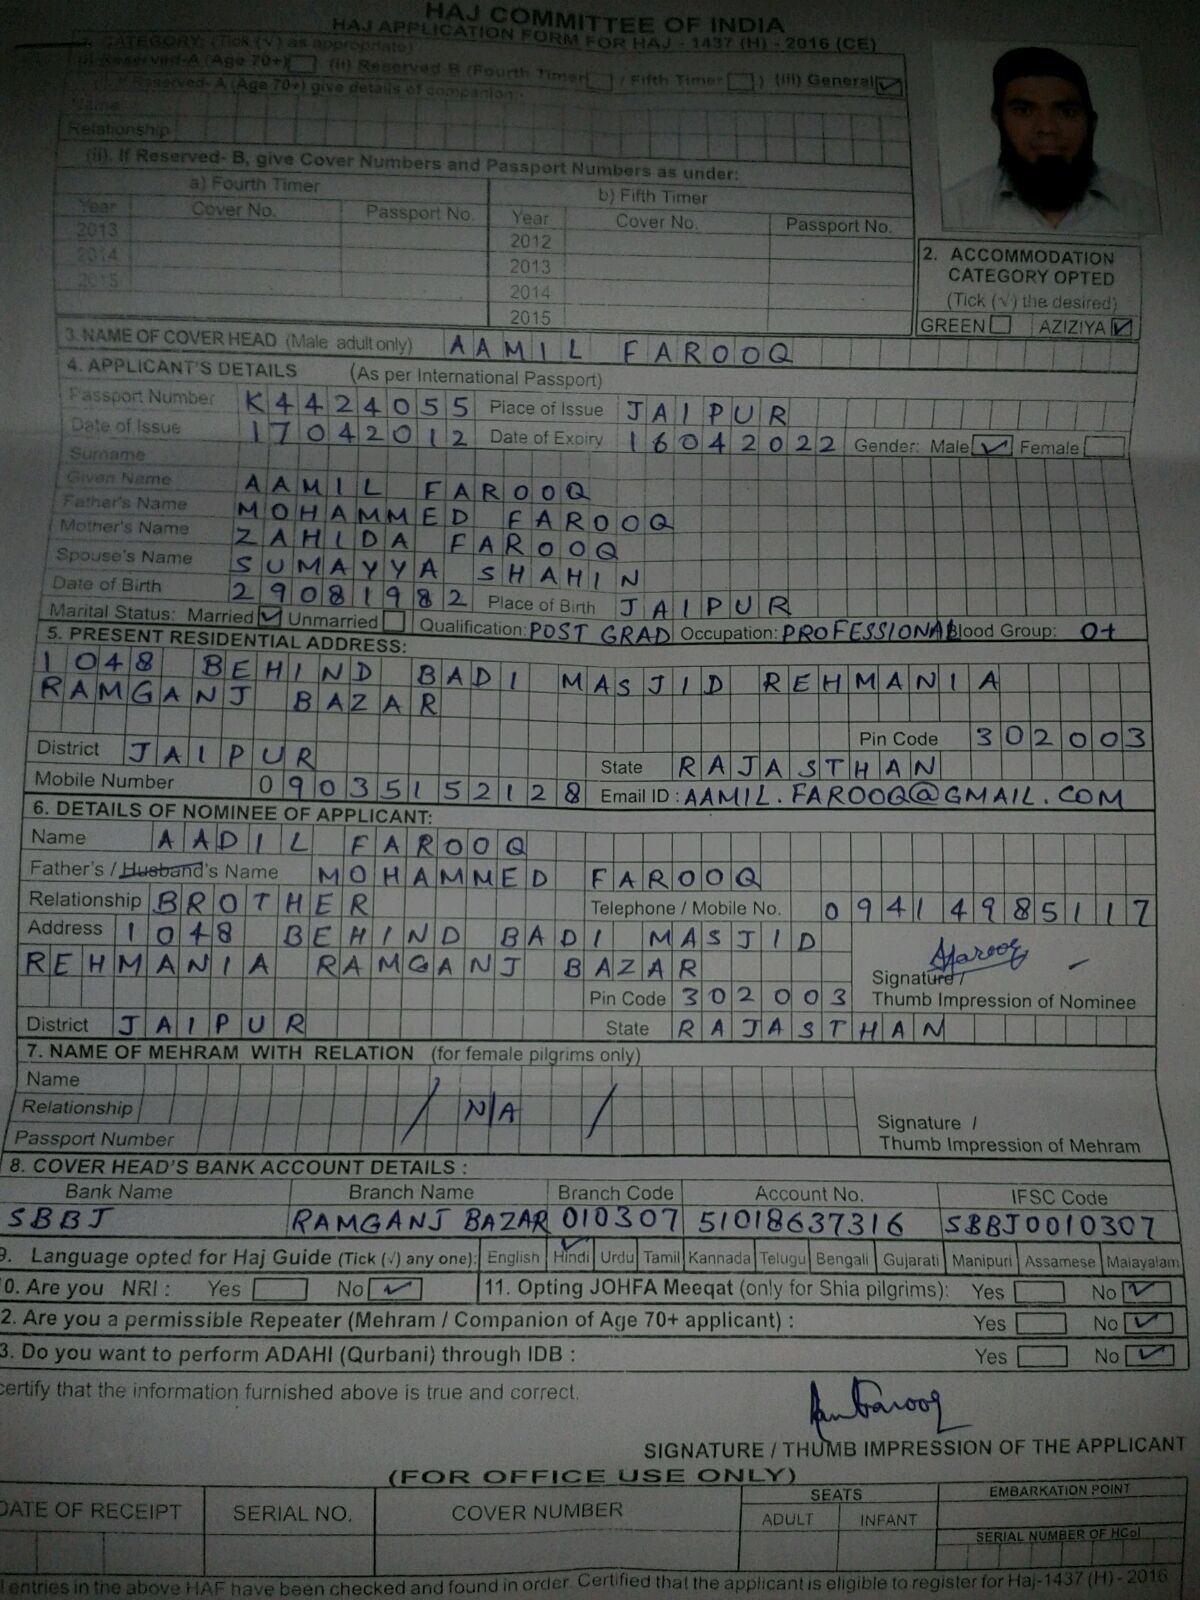 HAJ COMMITTEE OF INDIA
HAJ APPLICATION FORM FOR HAJ - 1437 (H) - 2016 (CE)
CATEGORY: (Tick (√) as appropriate)
Reserved-A (Age 70+) (ii) Reserved-B (Fourth Timer / Fifth Timer ) (iii) General
Reserved- A (Age 70+) give details of companion:
Name
Relationship
(ii). If Reserved- B, give Cover Numbers and Passport Numbers as under:
a) Fourth Timer b) Fifth Timer
Year Cover No. Passport No. Year Cover No. Passport No.
2013 2012
2014 2013
2015 2014
2015
2. ACCOMMODATION
CATEGORY OPTED
(Tick (√) the desired)
GREEN AZIZIYA
3. NAME OF COVER HEAD (Male adult only) AAMIL FAROOQ
4. APPLICANT'S DETAILS (As per International Passport)
Passport Number K4424055 Place of Issue JAIPUR
Date of Issue 17042012 Date of Expiry 16042022 Gender: Male Female
Surname
Given Name AAMIL FAROOQ
Father's Name MOHAMMED FAROOQ
Mother's Name ZAHIDA FAROOQ
Spouse's Name SUMAYYA SHAHIN
Date of Birth 29081982 Place of Birth JAIPUR
Marital Status: Married Unmarried Qualification: POST GRAD Occupation: PROFESSIONAL Blood Group: O+
5. PRESENT RESIDENTIAL ADDRESS:
1048 BEHIND BADI MASJID REHMANIA
RAMGANJ BAZAR
Pin Code 302003
District JAIPUR State RAJASTHAN
Mobile Number 09035152128 Email ID : AAMIL.FAROOQ@GMAIL.COM
6. DETAILS OF NOMINEE OF APPLICANT:
Name AADIL FAROOQ
Father's / Husband's Name MOHAMMED FAROOQ
Relationship BROTHER Telephone / Mobile No. 09414985117
Address 1048 BEHIND BADI MASJID
REHMANIA RAMGANJ BAZAR
Afarooq
Signature /
Pin Code 302003 Thumb Impression of Nominee
District JAIPUR State RAJASTHAN
7. NAME OF MEHRAM WITH RELATION (for female pilgrims only)
Name
Relationship / N/A /
Passport Number
Signature /
Thumb Impression of Mehram
8. COVER HEAD'S BANK ACCOUNT DETAILS :
Bank Name Branch Name Branch Code Account No. IFSC Code
SBBJ RAMGANJ BAZAR 010307 51018637316 SBBJ0010307
9. Language opted for Haj Guide (Tick (√) any one): English Hindi Urdu Tamil Kannada Telugu Bengali Gujarati Manipuri Assamese Malayalam
0. Are you NRI : Yes No 11. Opting JOHFA Meeqat (only for Shia pilgrims): Yes No
2. Are you a permissible Repeater (Mehram / Companion of Age 70+ applicant) : Yes No
3. Do you want to perform ADAHI (Qurbani) through IDB : Yes No
certify that the information furnished above is true and correct.
SIGNATURE / THUMB IMPRESSION OF THE APPLICANT
(FOR OFFICE USE ONLY)
DATE OF RECEIPT SERIAL NO. COVER NUMBER SEATS EMBARKATION POINT
ADULT INFANT
SERIAL NUMBER OF HCoI
entries in the above HAF have been checked and found in order. Certified that the applicant is eligible to register for Haj-1437 (H) - 2016